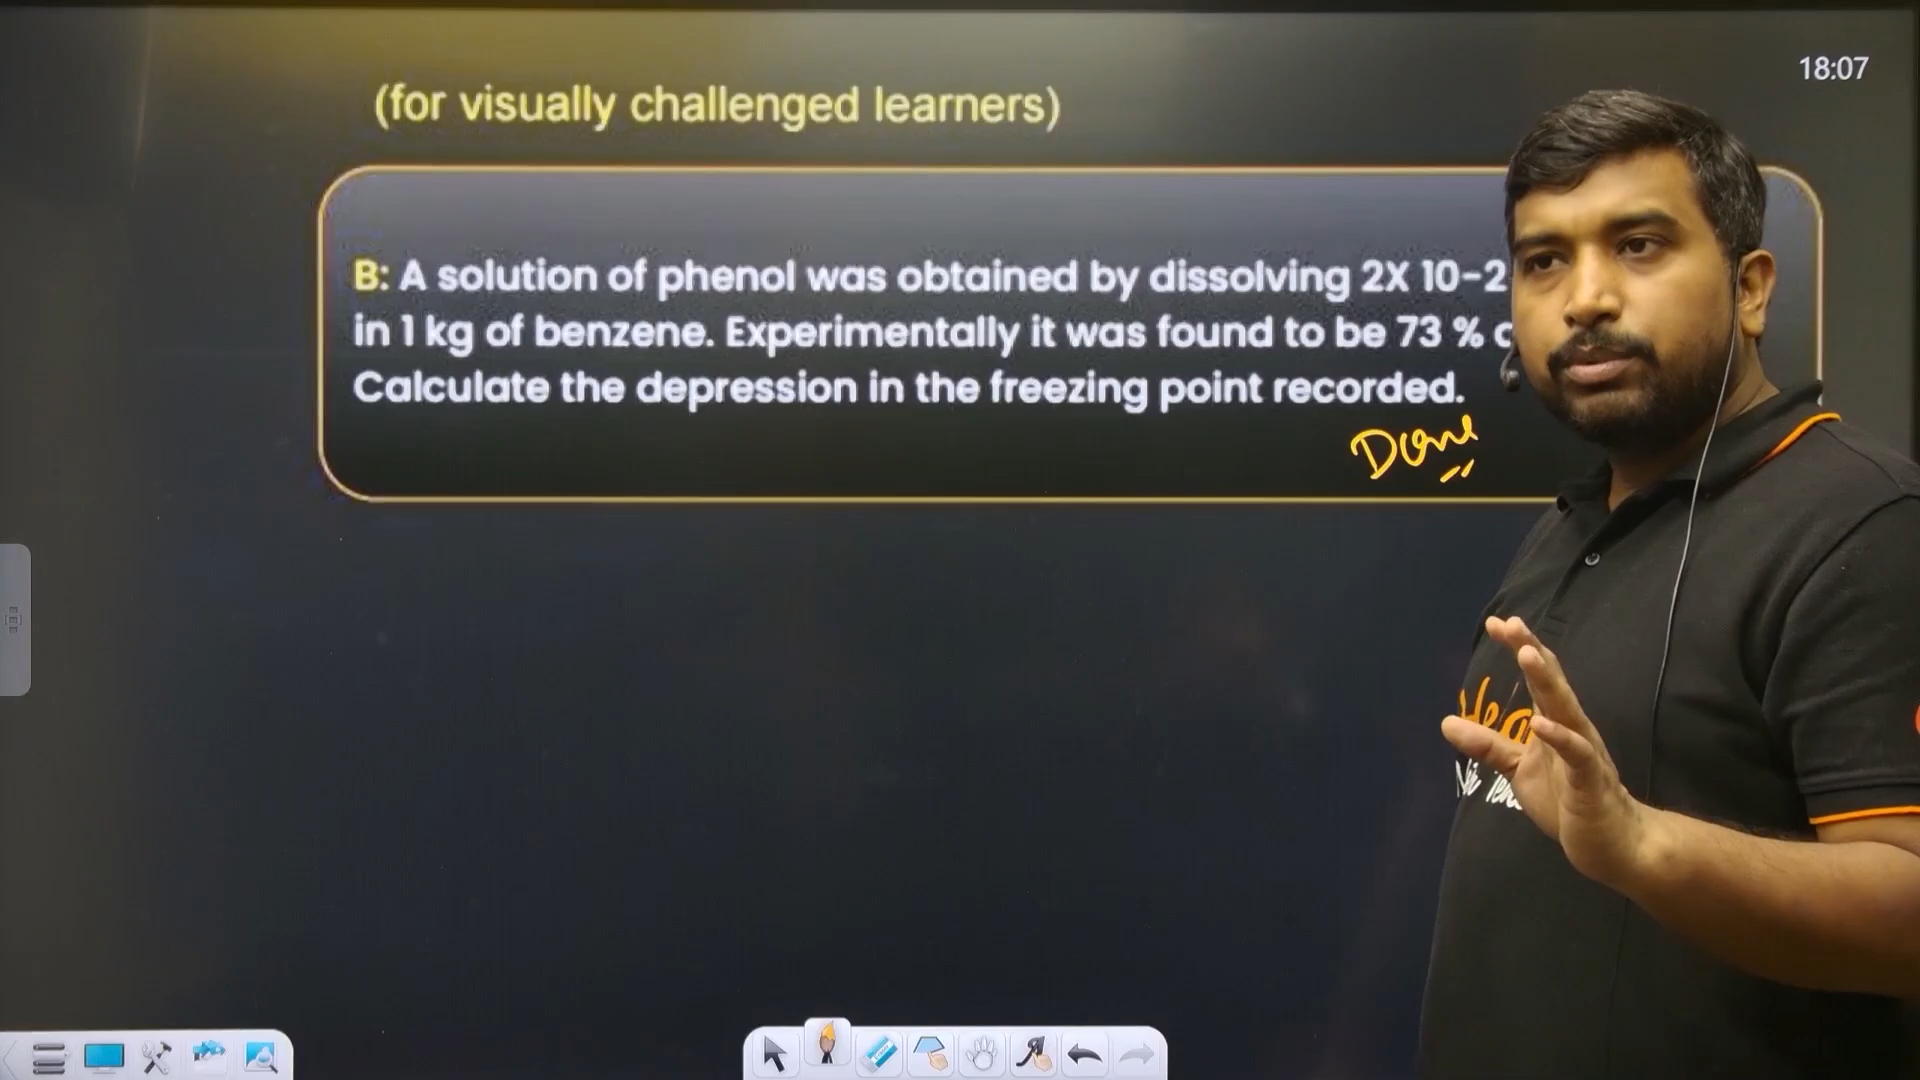 18:07
(for visually challenged learners)
B: A solution of phenol was obtained by dissolving 2X 10-2
in 1 kg of benzene. Experimentally it was found to be 73 %
Calculate the depression in the freezing point recorded.
Done